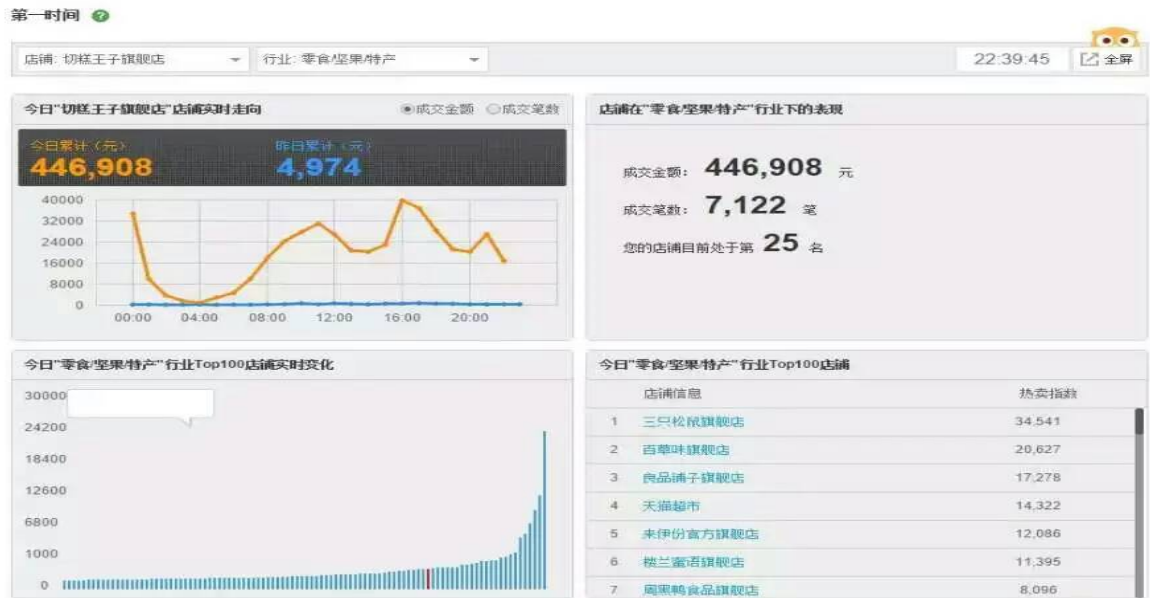 第一时间
店铺: 切糕王子旗舰店
行业: 零食/坚果/特产
22:39:45
全屏
今日"切糕王子旗舰店"店铺实时走向
成交金额
成交笔数
今日累计（元）
昨日累计（元）
446,908
4,974
40000
32000
24000
16000
8000
0
00:00 04:00 08:00 12:00 16:00 20:00
店铺在"零食/坚果/特产"行业下的表现
成交金额: 446,908 元
成交笔数: 7,122 笔
您的店铺目前处于第 25 名
今日"零食/坚果/特产"行业Top100店铺实时变化
30000
24200
18400
12600
6800
1000
0
今日"零食/坚果/特产"行业Top100店铺
店铺信息 热卖指数
1 三只松鼠旗舰店 34,541
2 百草味旗舰店 20,627
3 良品铺子旗舰店 17,278
4 天猫超市 14,322
5 来伊份官方旗舰店 12,086
6 楼兰蜜语旗舰店 11,395
7 周黑鸭食品旗舰店 8,096